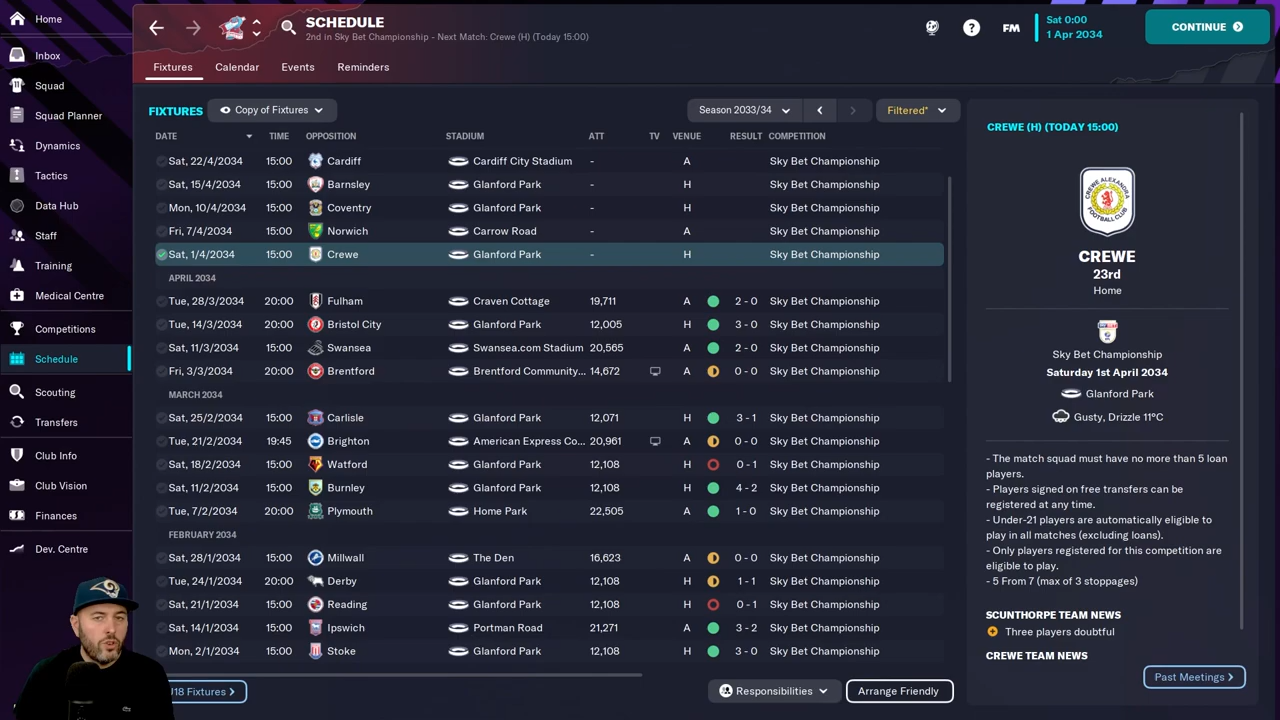 Home
SCHEDULE
2nd in Sky Bet Championship - Next Match: Crewe (H) (Today 15:00)
FM
Sat 0:00
1 Apr 2034
CONTINUE
Fixtures
Calendar
Events
Reminders
Inbox
Squad
Squad Planner
Dynamics
Tactics
Data Hub
Staff
Training
Medical Centre
Competitions
Schedule
Scouting
Transfers
Club Info
Club Vision
Finances
Dev. Centre
FIXTURES
Copy of Fixtures
Season 2033/34
Filtered*
DATE TIME OPPOSITION STADIUM ATT TV VENUE RESULT COMPETITION
Sat, 22/4/2034 15:00 Cardiff Cardiff City Stadium - A Sky Bet Championship
Sat, 15/4/2034 15:00 Barnsley Glanford Park - H Sky Bet Championship
Mon, 10/4/2034 15:00 Coventry Glanford Park - H Sky Bet Championship
Fri, 7/4/2034 15:00 Norwich Carrow Road - A Sky Bet Championship
Sat, 1/4/2034 15:00 Crewe Glanford Park - H Sky Bet Championship
APRIL 2034
Tue, 28/3/2034 20:00 Fulham Craven Cottage 19,711 A 2 - 0 Sky Bet Championship
Tue, 14/3/2034 20:00 Bristol City Glanford Park 12,005 H 3 - 0 Sky Bet Championship
Sat, 11/3/2034 15:00 Swansea Swansea.com Stadium 20,565 A 2 - 0 Sky Bet Championship
Fri, 3/3/2034 20:00 Brentford Brentford Community... 14,672 A 0 - 0 Sky Bet Championship
MARCH 2034
Sat, 25/2/2034 15:00 Carlisle Glanford Park 12,071 H 3 - 1 Sky Bet Championship
Tue, 21/2/2034 19:45 Brighton American Express Co... 20,961 A 0 - 0 Sky Bet Championship
Sat, 18/2/2034 15:00 Watford Glanford Park 12,108 H 0 - 1 Sky Bet Championship
Sat, 11/2/2034 15:00 Burnley Glanford Park 12,108 H 4 - 2 Sky Bet Championship
Tue, 7/2/2034 20:00 Plymouth Home Park 22,505 A 1 - 0 Sky Bet Championship
FEBRUARY 2034
Sat, 28/1/2034 15:00 Millwall The Den 16,623 A 0 - 0 Sky Bet Championship
Tue, 24/1/2034 20:00 Derby Glanford Park 12,108 H 1 - 1 Sky Bet Championship
Sat, 21/1/2034 15:00 Reading Glanford Park 12,108 H 0 - 1 Sky Bet Championship
Sat, 14/1/2034 15:00 Ipswich Portman Road 21,271 A 3 - 2 Sky Bet Championship
Mon, 2/1/2034 15:00 Stoke Glanford Park 12,108 H 3 - 0 Sky Bet Championship
U18 Fixtures
Responsibilities
Arrange Friendly
CREWE (H) (TODAY 15:00)
CREWE ALEXANDRA
FOOTBALL CLUB
CREWE
23rd
Home
Sky Bet Championship
Saturday 1st April 2034
Glanford Park
Gusty, Drizzle 11°C
- The match squad must have no more than 5 loan
players.
- Players signed on free transfers can be
registered at any time.
- Under-21 players are automatically eligible to
play in all matches (excluding loans).
- Only players registered for this competition are
eligible to play.
- 5 From 7 (max of 3 stoppages)
SCUNTHORPE TEAM NEWS
Three players doubtful
CREWE TEAM NEWS
Past Meetings